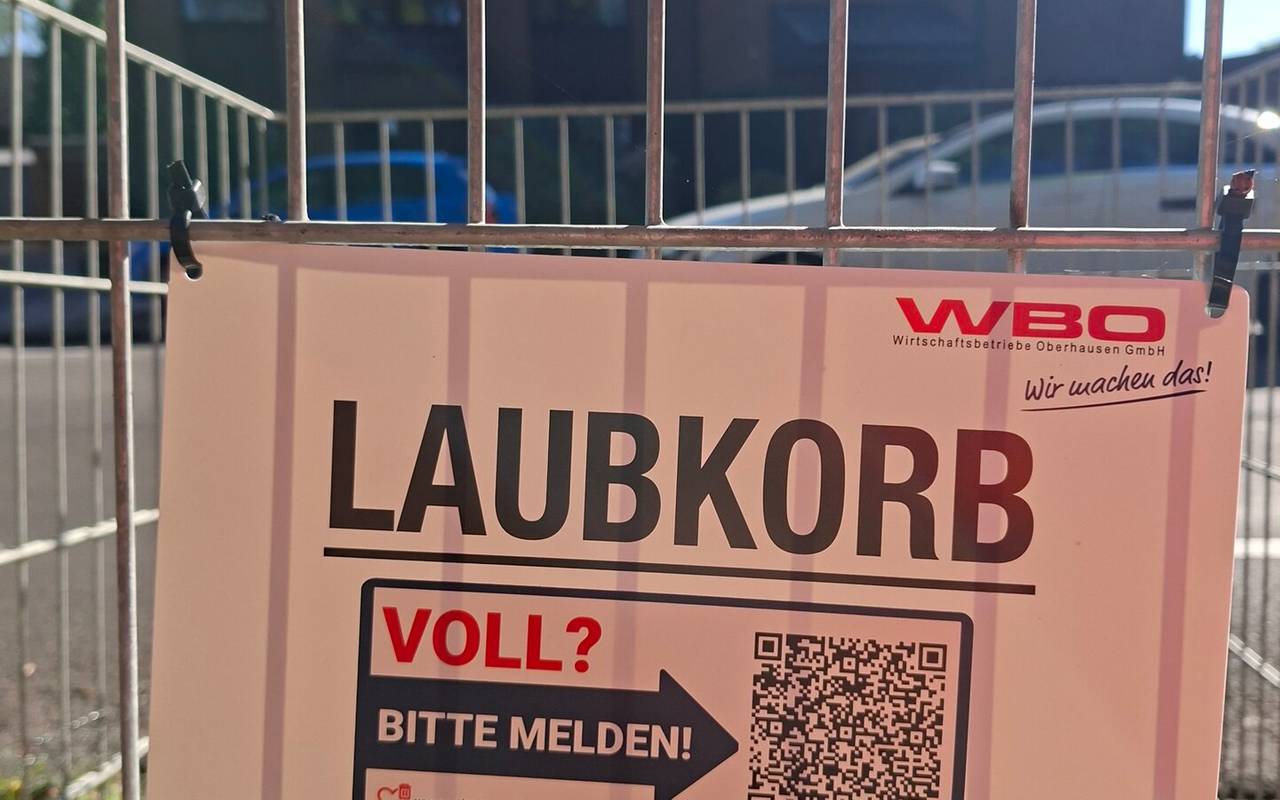 WBO
Wirtschaftsbetriebe Oberhausen GmbH
Wir machen das!
LAUBKORB
VOLL?
BITTE MELDEN!